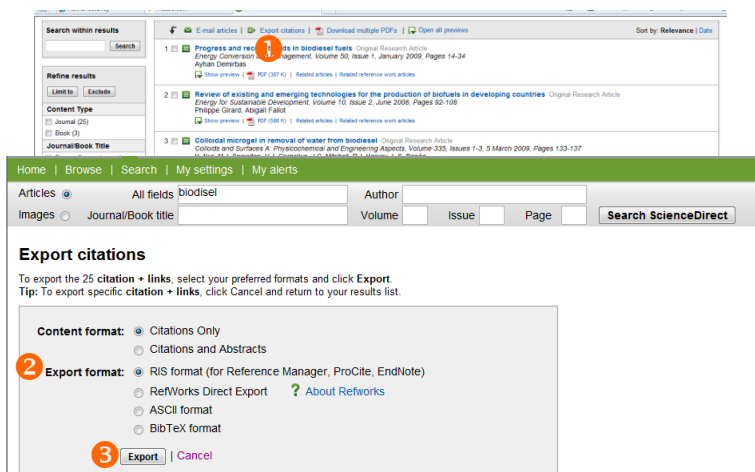 Search within results
Search
Refine results
Limit to Exclude
Content Type
Journal (25)
Book (3)
Journal/Book Title
E-mail articles | Export citations | Download multiple PDFs | Open all previews
Sort by: Relevance | Date
1
1 Progress and rec ds in biodiesel fuels Original Research Article
Energy Conversion a agement, Volume 50, Issue 1, January 2009, Pages 14-34
Ayhan Demirbas
Show preview | PDF (387 K) | Related articles | Related reference work articles
2 Review of existing and emerging technologies for the production of biofuels in developing countries Original Research Article
Energy for Sustainable Development, Volume 10, Issue 2, June 2006, Pages 92-108
Philippe Girard, Abigail Fallot
Show preview | PDF (586 K) | Related articles | Related reference work articles
3 Colloidal microgel in removal of water from biodiesel Original Research Article
Colloids and Surfaces A: Physicochemical and Engineering Aspects, Volume 335, Issues 1-3, 5 March 2009, Pages 133-137
Home | Browse | Search | My settings | My alerts
Articles All fields biodisel Author
Images Journal/Book title Volume Issue Page Search ScienceDirect
Export citations
To export the 25 citation + links, select your preferred formats and click Export.
Tip: To export specific citation + links, click Cancel and return to your results list.
Content format: Citations Only
Citations and Abstracts
2 Export format: RIS format (for Reference Manager, ProCite, EndNote)
RefWorks Direct Export ? About Refworks
ASCII format
BibTeX format
3 Export | Cancel